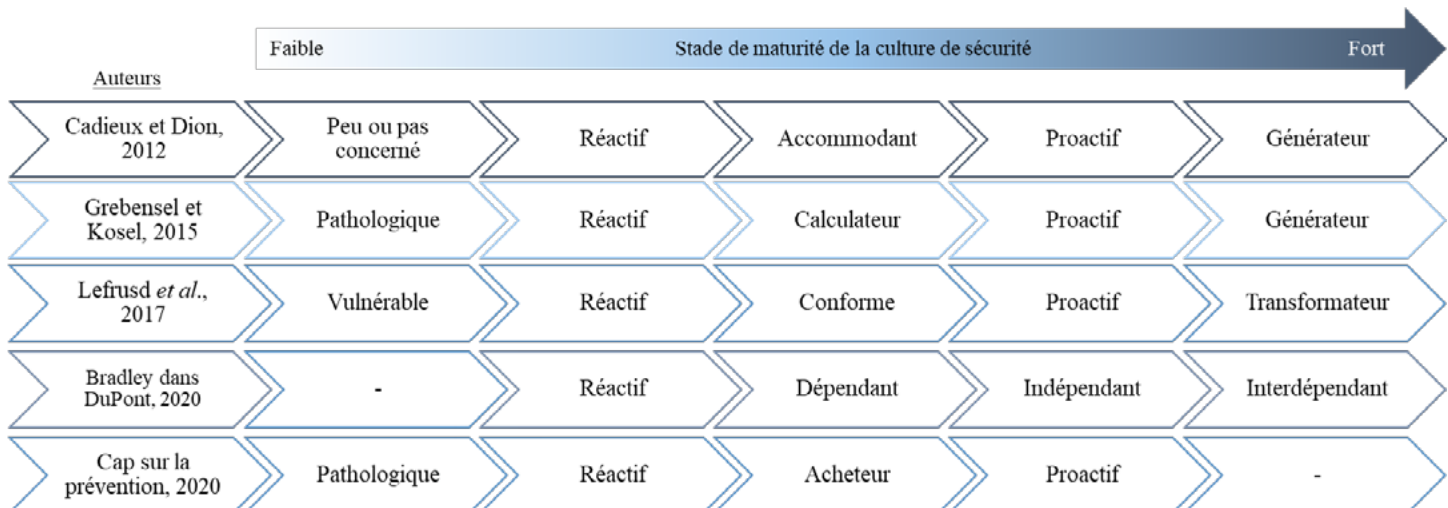 Faible Stade de maturité de la culture de sécurité Fort
Auteurs
Cadieux et Dion,
2012
Peu ou pas
concerné
Réactif
Accommodant
Proactif
Générateur
Grebensel et
Kosel, 2015
Pathologique
Réactif
Calculateur
Proactif
Générateur
Lefrusd et al.,
2017
Vulnérable
Réactif
Conforme
Proactif
Transformateur
Bradley dans
DuPont, 2020
-
Réactif
Dépendant
Indépendant
Interdépendant
Cap sur la
prévention, 2020
Pathologique
Réactif
Acheteur
Proactif
-